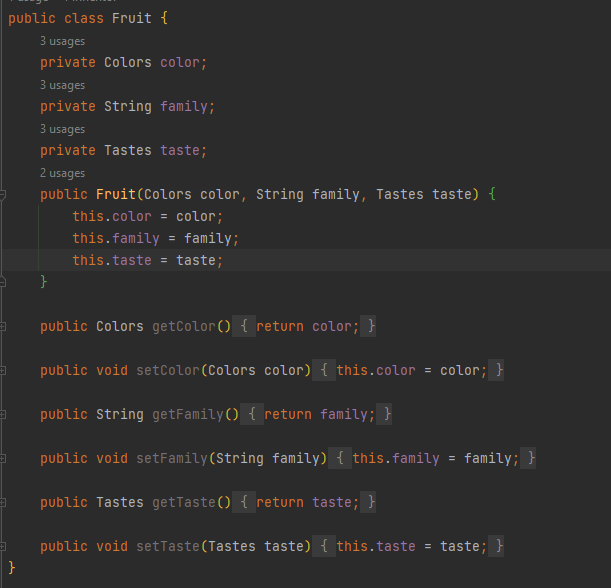 public class Fruit {
3 usages
private Colors color;
3 usages
private String family;
3 usages
private Tastes taste;
2 usages
public Fruit(Colors color, String family, Tastes taste) {
this.color = color;
this.family = family;
this.taste = taste;
}
public Colors getColor() { return color; }
public void setColor(Colors color) { this.color = color; }
public String getFamily() { return family; }
public void setFamily(String family) { this.family = family; }
public Tastes getTaste() { return taste; }
public void setTaste(Tastes taste) { this.taste = taste; }
}